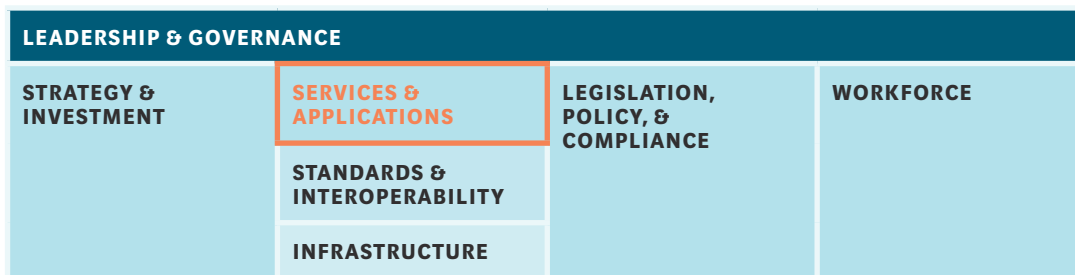 LEADERSHIP & GOVERNANCE
STRATEGY &
INVESTMENT
SERVICES &
APPLICATIONS
STANDARDS &
INTEROPERABILITY
INFRASTRUCTURE
LEGISLATION,
POLICY, &
COMPLIANCE
WORKFORCE